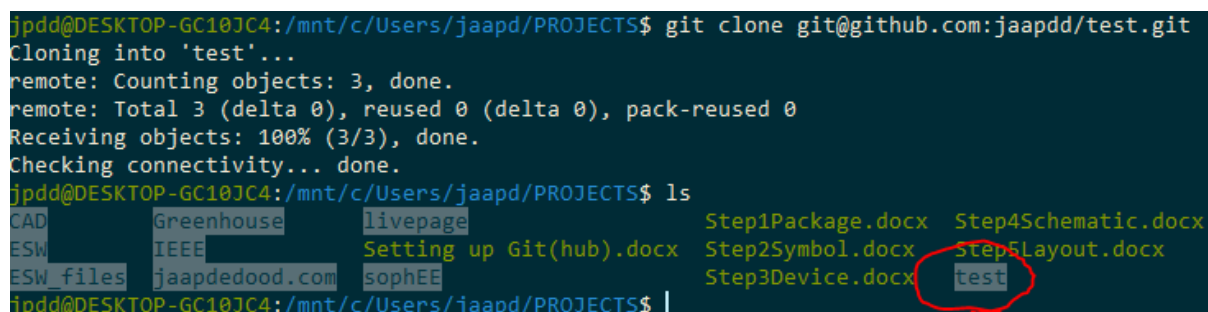 jpdd@DESKTOP-GC10JC4:/mnt/c/Users/jaapd/PROJECTS$ git clone git@github.com:jaapdd/test.git
Cloning into 'test'...
remote: Counting objects: 3, done.
remote: Total 3 (delta 0), reused 0 (delta 0), pack-reused 0
Receiving objects: 100% (3/3), done.
Checking connectivity... done.
jpdd@DESKTOP-GC10JC4:/mnt/c/Users/jaapd/PROJECTS$ ls
CAD Greenhouse livepage Step1Package.docx Step4Schematic.docx
ESW IEEE Setting up Git(hub).docx Step2Symbol.docx Step5Layout.docx
ESW_files jaapdedood.com sophEE Step3Device.docx test
jpdd@DESKTOP-GC10JC4:/mnt/c/Users/jaapd/PROJECTS$